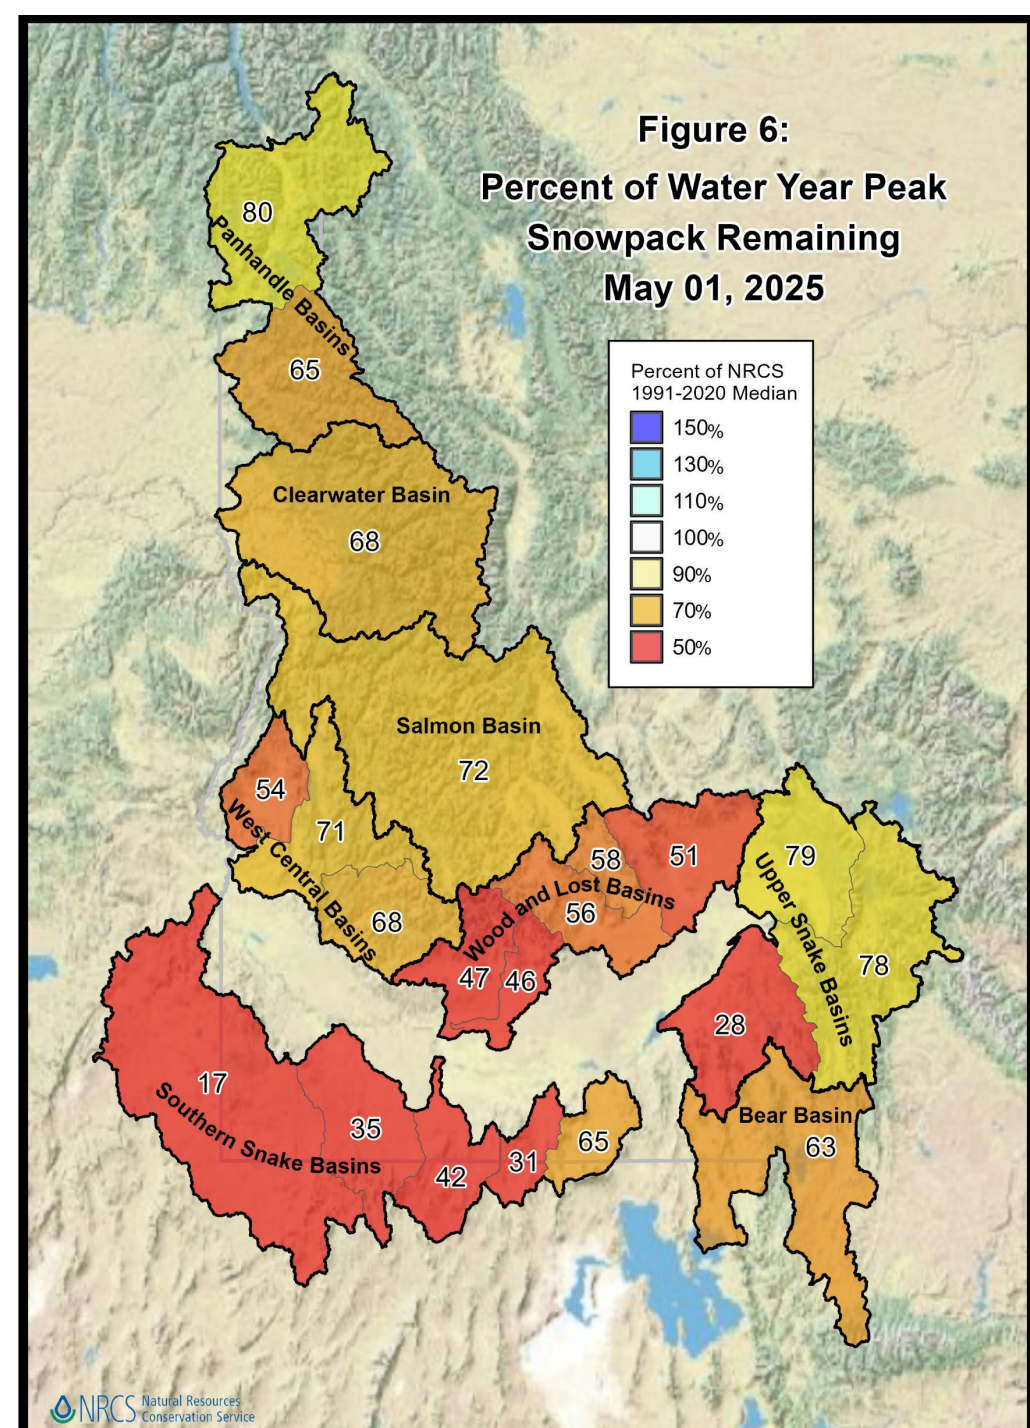 Figure 6:
Percent of Water Year Peak
Snowpack Remaining
May 01, 2025
Percent of NRCS
1991-2020 Median
150%
130%
110%
100%
90%
70%
50%
80
Panhandle Basins
65
Clearwater Basin
68
Salmon Basin
72
54
71
West Central Basins
68
58
51
Wood and Lost Basins
56
47
46
79
Upper Snake Basins
78
28
17
Southern Snake Basins
35
42
31
65
Bear Basin
63
NRCS
Natural Resources
Conservation Service